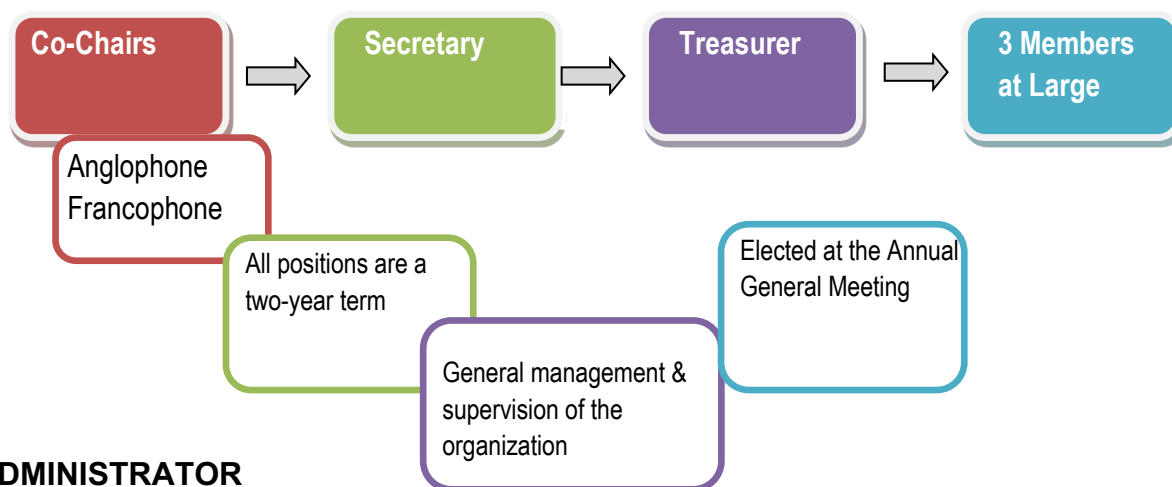 Co-Chairs
Secretary
Treasurer
3 Members
at Large
Anglophone
Francophone
All positions are a
two-year term
Elected at the Annual
General Meeting
General management &
supervision of the
organization
DMINISTRATOR